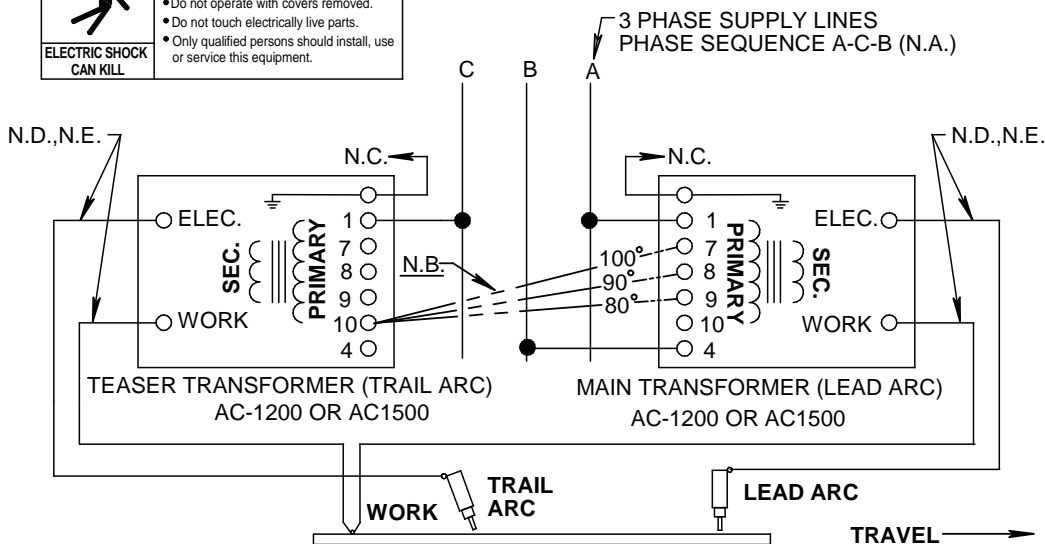 • Do not operate with covers removed.
• Do not touch electrically live parts.
• Only qualified persons should install, use
or service this equipment.
ELECTRIC SHOCK
CAN KILL
3 PHASE SUPPLY LINES
PHASE SEQUENCE A-C-B (N.A.)
C B A
N.D.,N.E.
N.C.
N.C.
N.D.,N.E.
ELEC.
WORK
SEC.
PRIMARY
1
7
8
9
10
4
N.B.
100°
90°
80°
1
7
8
9
10
4
PRIMARY
SEC.
ELEC.
WORK
TEASER TRANSFORMER (TRAIL ARC)
AC-1200 OR AC1500
MAIN TRANSFORMER (LEAD ARC)
AC-1200 OR AC1500
WORK
TRAIL
ARC
LEAD ARC
TRAVEL